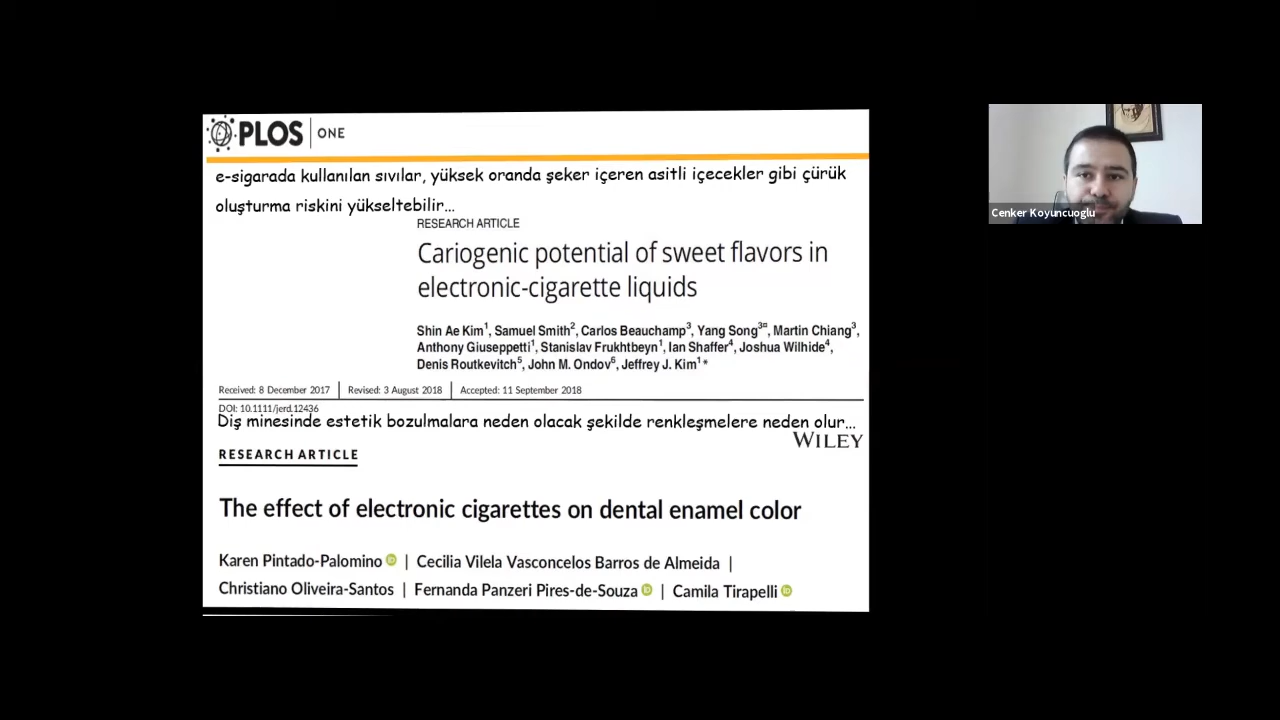 PLOS ONE
e-sigarada kullanılan sıvılar, yüksek oranda şeker içeren asitli içecekler gibi çürük
oluşturma riskini yükseltebilir...
RESEARCH ARTICLE
Cariogenic potential of sweet flavors in
electronic-cigarette liquids
Shin Ae Kim1, Samuel Smith2, Carlos Beauchamp3, Yang Song3¤, Martin Chiang3,
Anthony Giuseppetti1, Stanislav Frukhtbeyn1, Ian Shaffer4, Joshua Wilhide4,
Denis Routkevitch5, John M. Ondov6, Jeffrey J. Kim1*
Received: 8 December 2017 | Revised: 3 August 2018 | Accepted: 11 September 2018
DOI: 10.1111/jerd.12436
Diş minesinde estetik bozulmalara neden olacak şekilde renkleşmelere neden olur...
WILEY
RESEARCH ARTICLE
The effect of electronic cigarettes on dental enamel color
Karen Pintado-Palomino iD | Cecilia Vilela Vasconcelos Barros de Almeida |
Christiano Oliveira-Santos | Fernanda Panzeri Pires-de-Souza iD | Camila Tirapelli iD
Cenker Koyuncuoglu